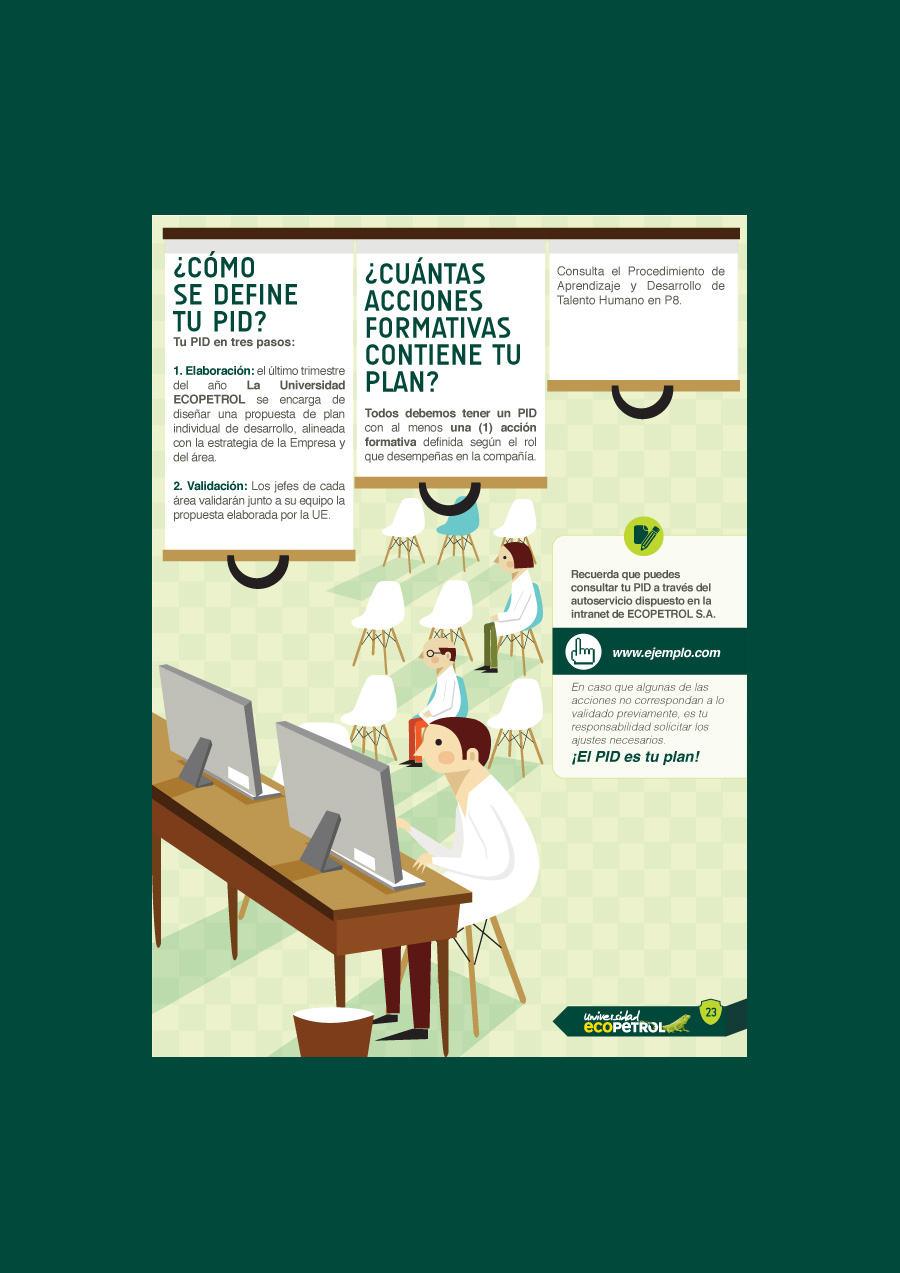 ¿CÓMO
SE DEFINE
TU PID?
Tu PID en tres pasos:
1. Elaboración: el último trimestre
del año La Universidad
ECOPETROL se encarga de
diseñar una propuesta de plan
individual de desarrollo, alineada
con la estrategia de la Empresa y
del área.
2. Validación: Los jefes de cada
área validarán junto a su equipo la
propuesta elaborada por la UE.
¿CUÁNTAS
ACCIONES
FORMATIVAS
CONTIENE TU
PLAN?
Todos debemos tener un PID
con al menos una (1) acción
formativa definida según el rol
que desempeñas en la compañía.
Consulta el Procedimiento de
Aprendizaje y Desarrollo de
Talento Humano en P8.
Recuerda que puedes
consultar tu PID a través del
autoservicio dispuesto en la
intranet de ECOPETROL S.A.
www.ejemplo.com
En caso que algunas de las
acciones no correspondan a lo
validado previamente, es tu
responsabilidad solicitar los
ajustes necesarios.
¡El PID es tu plan!
universidad
ecoPETROL
23